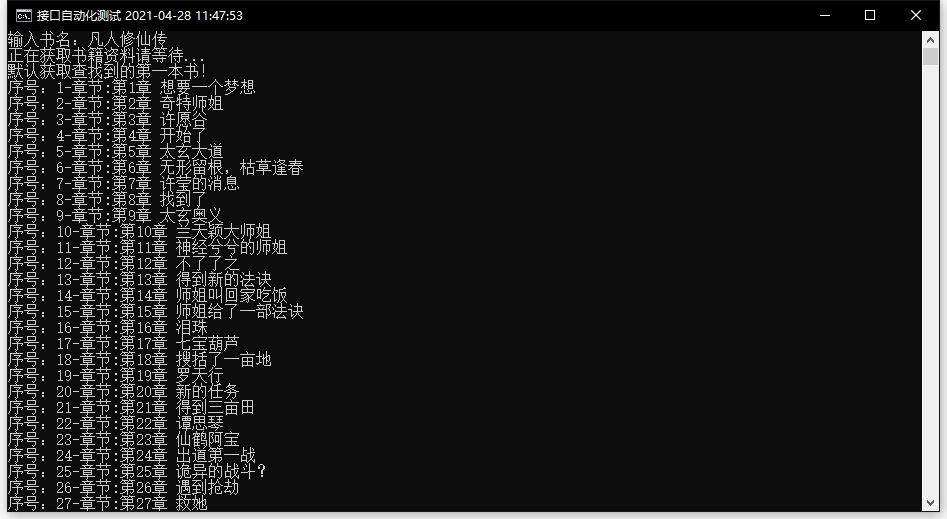 接口自动化测试 2021-04-28 11:47:53
输入书名：凡人修仙传
正在获取书籍资料请等待...
默认获取查找到的第一本书!
序号：1-章节:第1章 想要一个梦想
序号：2-章节:第2章 奇特师姐
序号：3-章节:第3章 许愿谷
序号：4-章节:第4章 开始了
序号：5-章节:第5章 太玄大道
序号：6-章节:第6章 无形留根，枯草逢春
序号：7-章节:第7章 许莹的消息
序号：8-章节:第8章 找到了
序号：9-章节:第9章 太玄奥义
序号：10-章节:第10章 兰天颖大师姐
序号：11-章节:第11章 神经兮兮的师姐
序号：12-章节:第12章 不了了之
序号：13-章节:第13章 得到新的法诀
序号：14-章节:第14章 师姐叫回家吃饭
序号：15-章节:第15章 师姐给了一部法诀
序号：16-章节:第16章 泪珠
序号：17-章节:第17章 七宝葫芦
序号：18-章节:第18章 搜括了一亩地
序号：19-章节:第19章 罗天行
序号：20-章节:第20章 新的任务
序号：21-章节:第21章 得到三亩田
序号：22-章节:第22章 谭思琴
序号：23-章节:第23章 仙鹤阿宝
序号：24-章节:第24章 出道第一战
序号：25-章节:第25章 诡异的战斗?
序号：26-章节:第26章 遇到抢劫
序号：27-章节:第27章 救她